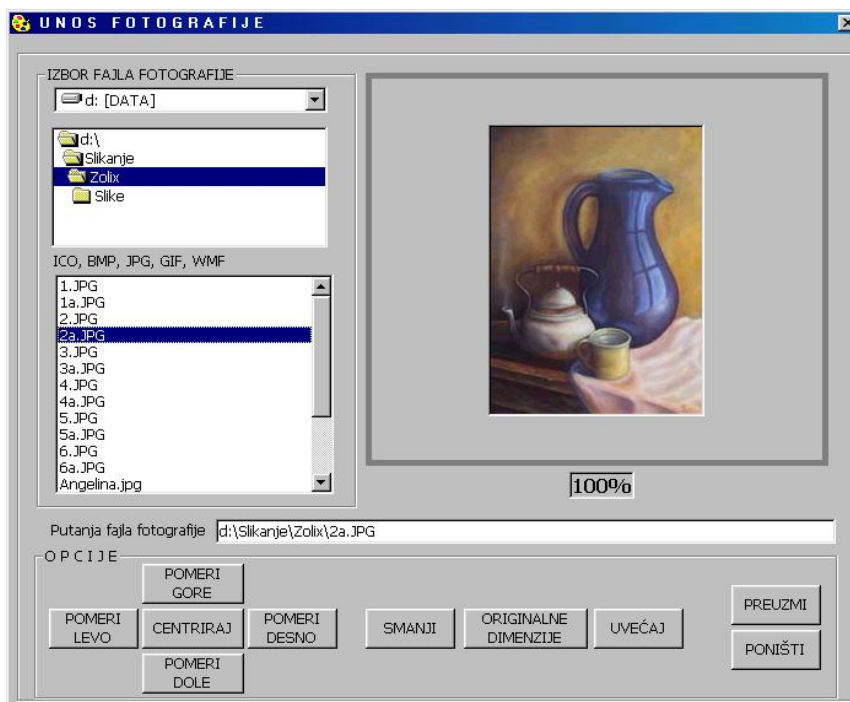 UNOS FOTOGRAFIJE
IZBOR FAJLA FOTOGRAFIJE
d: [DATA]
d:\
Slikanje
Zolix
Slike
ICO, BMP, JPG, GIF, WMF
1.JPG
1a.JPG
2.JPG
2a.JPG
3.JPG
3a.JPG
4.JPG
4a.JPG
5.JPG
5a.JPG
6.JPG
6a.JPG
Angelina.jpg
100%
Putanja fajla fotografije d:\Slikanje\Zolix\2a.JPG
OPCIJE
POMERI
GORE
POMERI
LEVO
CENTRIRAJ
POMERI
DESNO
POMERI
DOLE
SMANJI
ORIGINALNE
DIMENZIJE
UVEĆAJ
PREUZMI
PONIŠTI